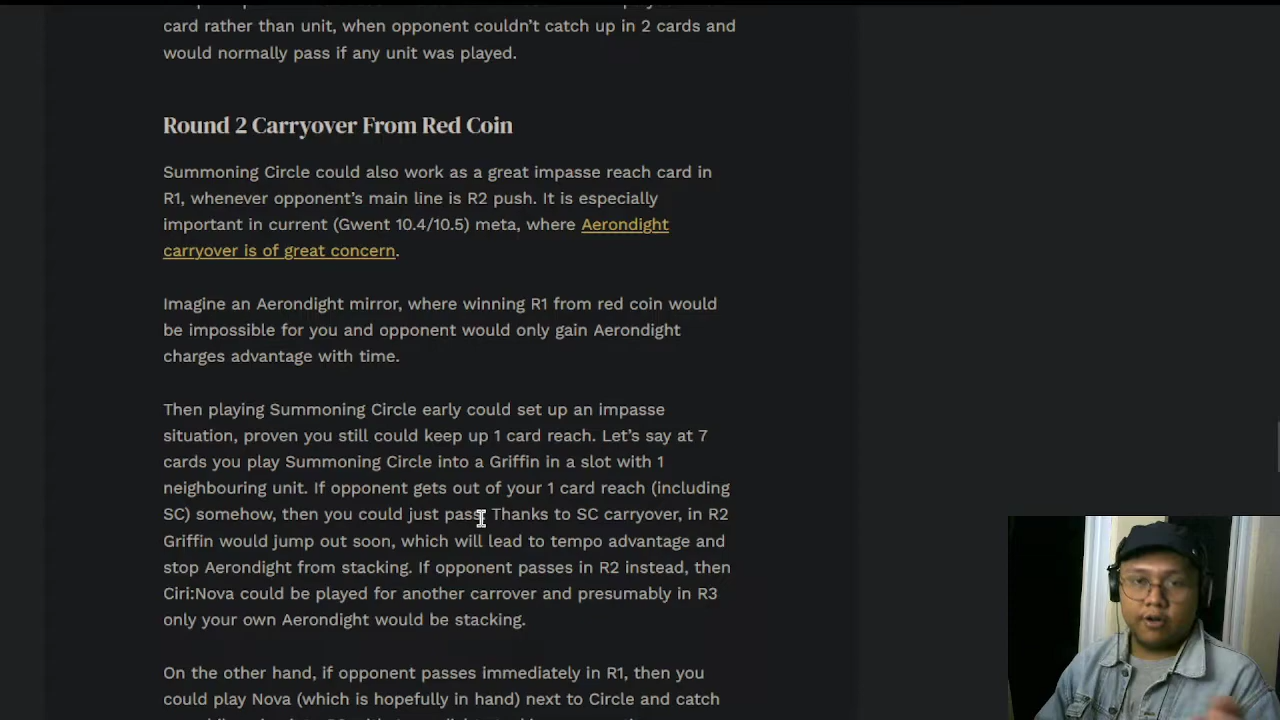 card rather than unit, when opponent couldn't catch up in 2 cards and
would normally pass if any unit was played.
Round 2 Carryover From Red Coin
Summoning Circle could also work as a great impasse reach card in
R1, whenever opponent's main line is R2 push. It is especially
important in current (Gwent 10.4/10.5) meta, where Aerondight
carryover is of great concern.
Imagine an Aerondight mirror, where winning R1 from red coin would
be impossible for you and opponent would only gain Aerondight
charges advantage with time.
Then playing Summoning Circle early could set up an impasse
situation, proven you still could keep up 1 card reach. Let's say at 7
cards you play Summoning Circle into a Griffin in a slot with 1
neighbouring unit. If opponent gets out of your 1 card reach (including
SC) somehow, then you could just pass. Thanks to SC carryover, in R2
Griffin would jump out soon, which will lead to tempo advantage and
stop Aerondight from stacking. If opponent passes in R2 instead, then
Ciri:Nova could be played for another carrover and presumably in R3
only your own Aerondight would be stacking.
On the other hand, if opponent passes immediately in R1, then you
could play Nova (which is hopefully in hand) next to Circle and catch